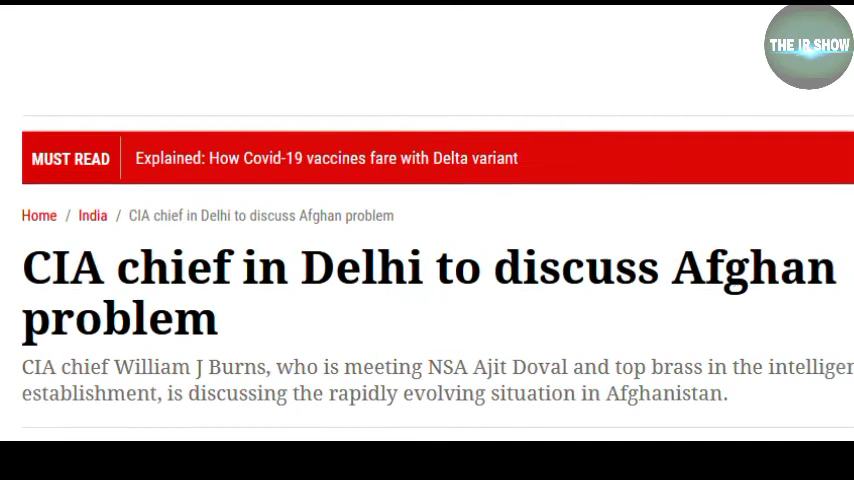 THE IR SHOW
MUST READ Explained: How Covid-19 vaccines fare with Delta variant
Home / India / CIA chief in Delhi to discuss Afghan problem
CIA chief in Delhi to discuss Afghan
problem
CIA chief William J Burns, who is meeting NSA Ajit Doval and top brass in the intelligen
establishment, is discussing the rapidly evolving situation in Afghanistan.